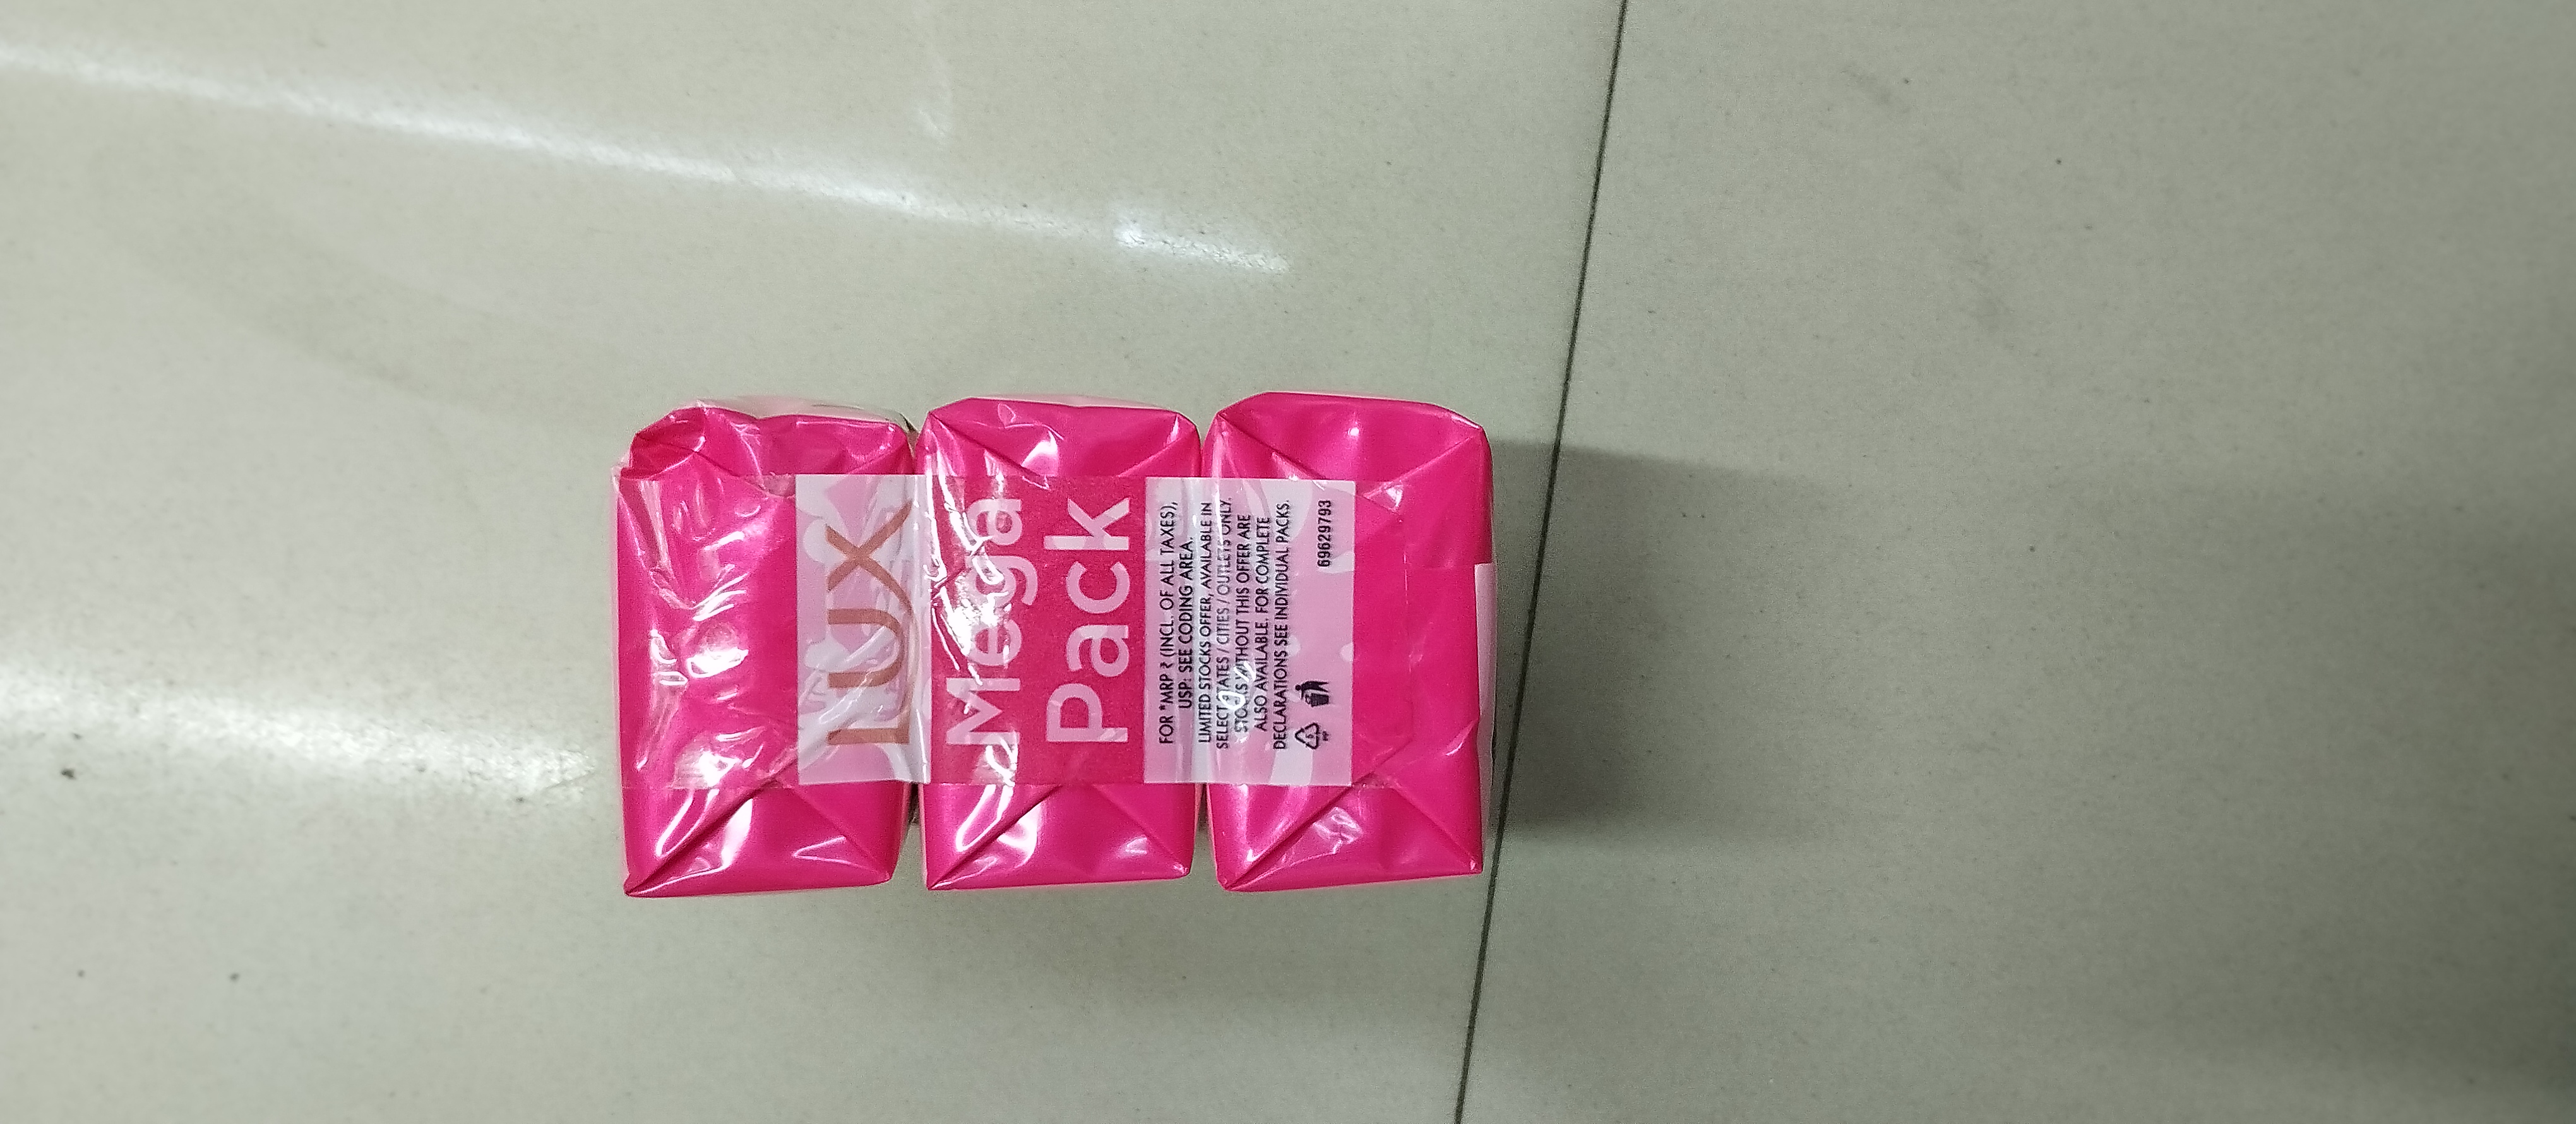 LUX
Mega
Pack
FOR *MRP ₹ (INCL. OF ALL TAXES),
USP: SEE CODING AREA.
LIMITED STOCKS OFFER, AVAILABLE IN
SELECT STATES / CITIES / OUTLETS ONLY.
STOCKS WITHOUT THIS OFFER ARE
ALSO AVAILABLE. FOR COMPLETE
DECLARATIONS SEE INDIVIDUAL PACKS.
PP
69629793